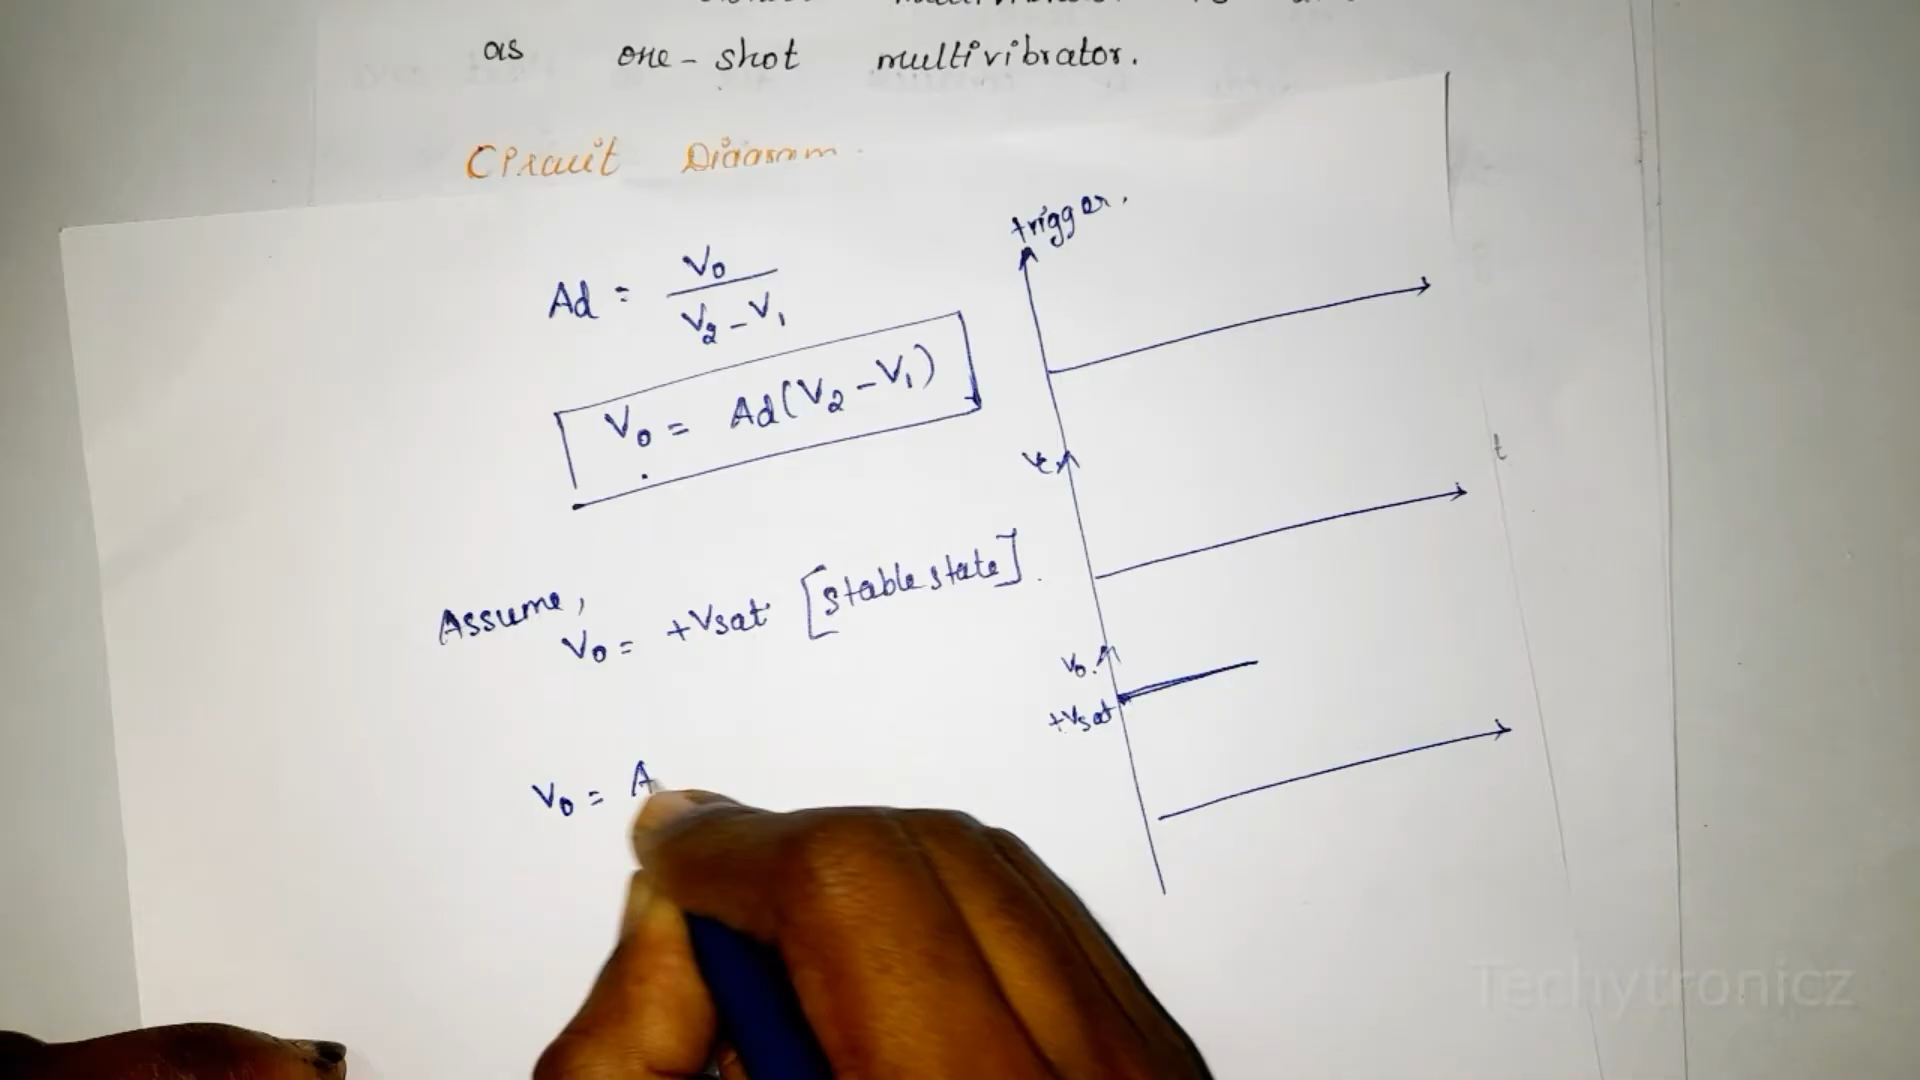 as one-shot multivibrator.
Circuit Diagram.
Ad = V0 / V2 - V1
V0 = Ad(V2 - V1)
Assume,
V0 = +Vsat [stable state].
V0 = A
trigger.
Vc
t
V0.
+Vsat
Techytronicz